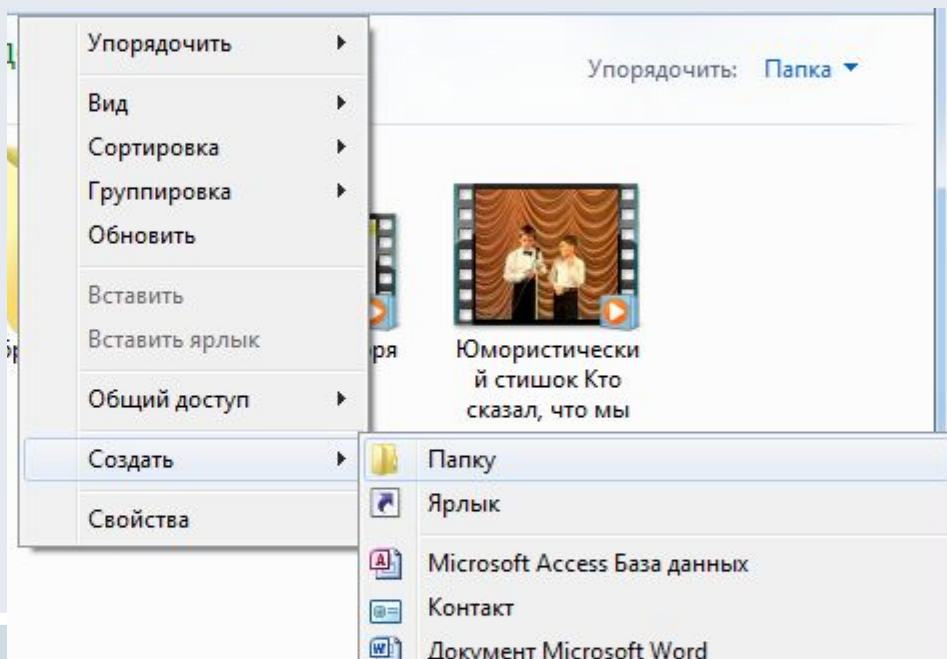 Упорядочить
Упорядочить: Папка
Вид
Сортировка
Группировка
Обновить
Вставить
Вставить ярлык
Юмористически
й стишок Кто
сказал, что мы
Общий доступ
Создать
Папку
Ярлык
Свойства
Microsoft Access База данных
Контакт
Документ Microsoft Word